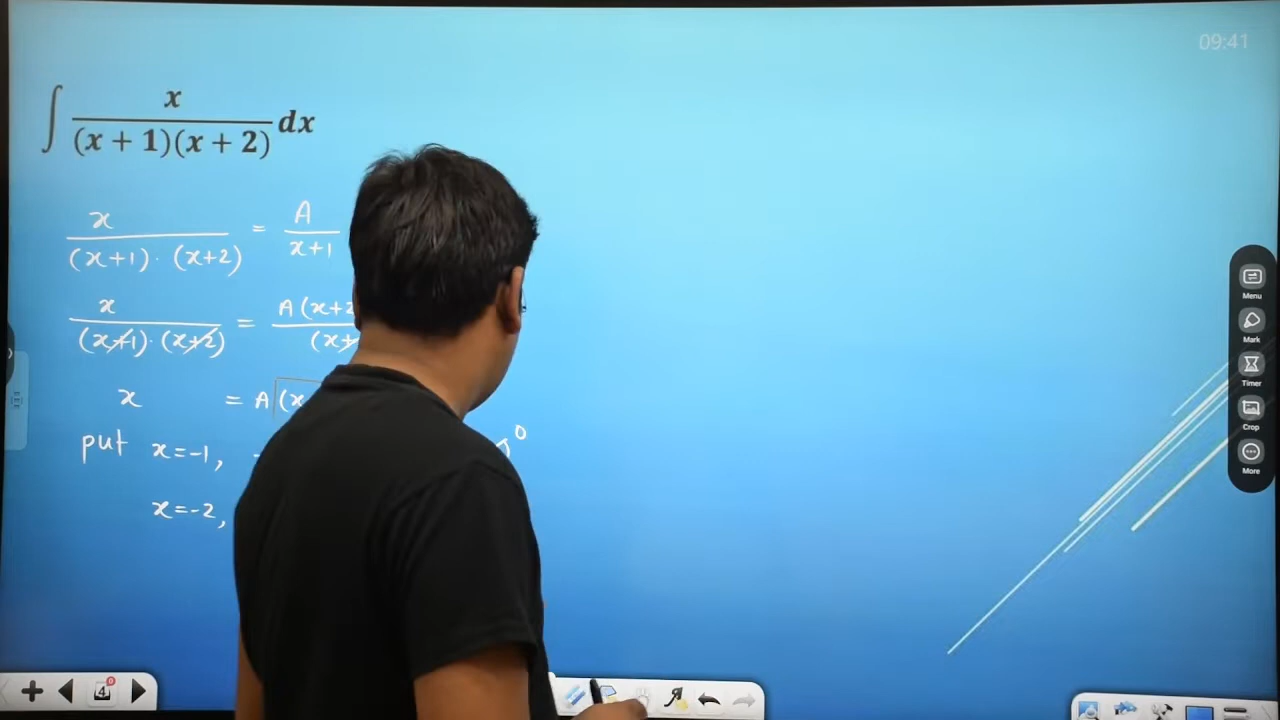 09:41
∫ x / (x + 1)(x + 2) dx
x / (x+1) · (x+2) = A / x+1
x / (x+1) · (x+2) = A (x+2 / (x+
x = A (x
put x=-1, 0
x=-2,
Menu
Mark
Timer
Crop
More
4